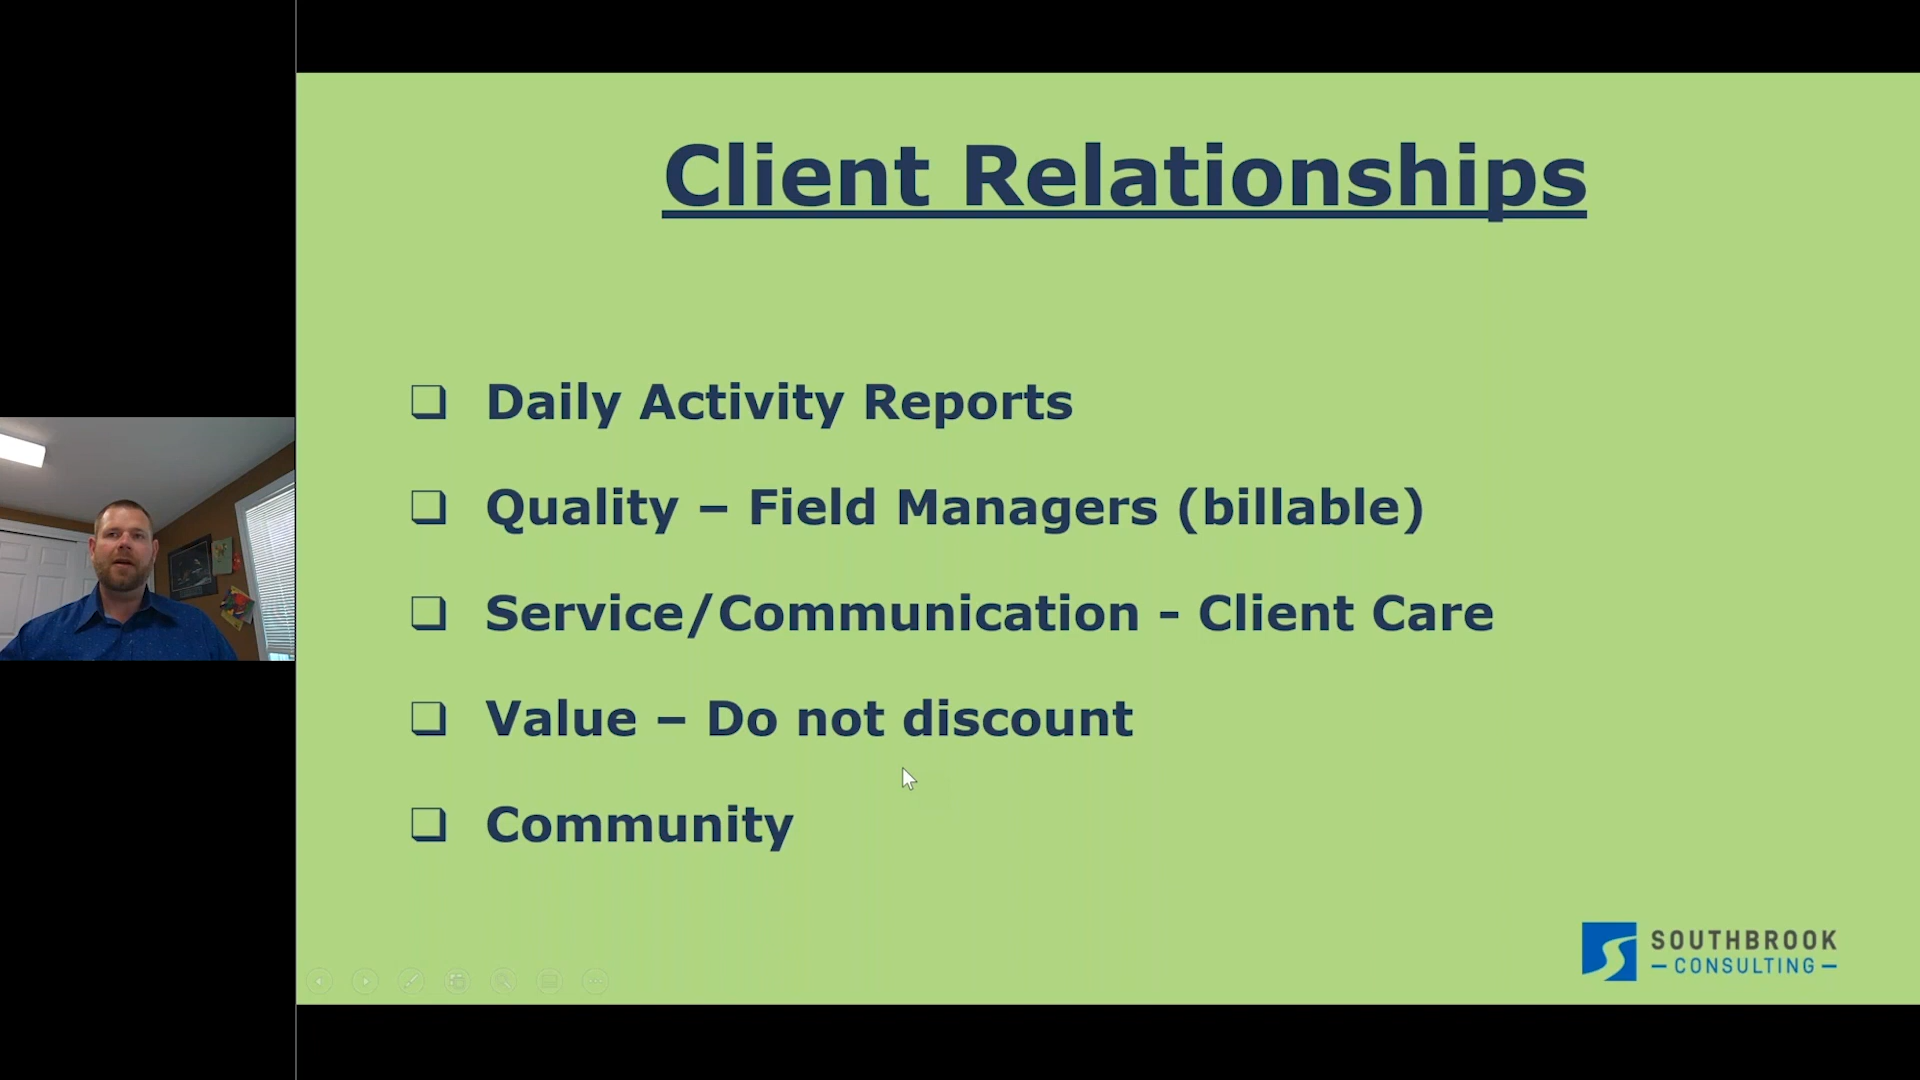 Client Relationships
❑ Daily Activity Reports
❑ Quality – Field Managers (billable)
❑ Service/Communication - Client Care
❑ Value – Do not discount
❑ Community
SOUTHBROOK
CONSULTING